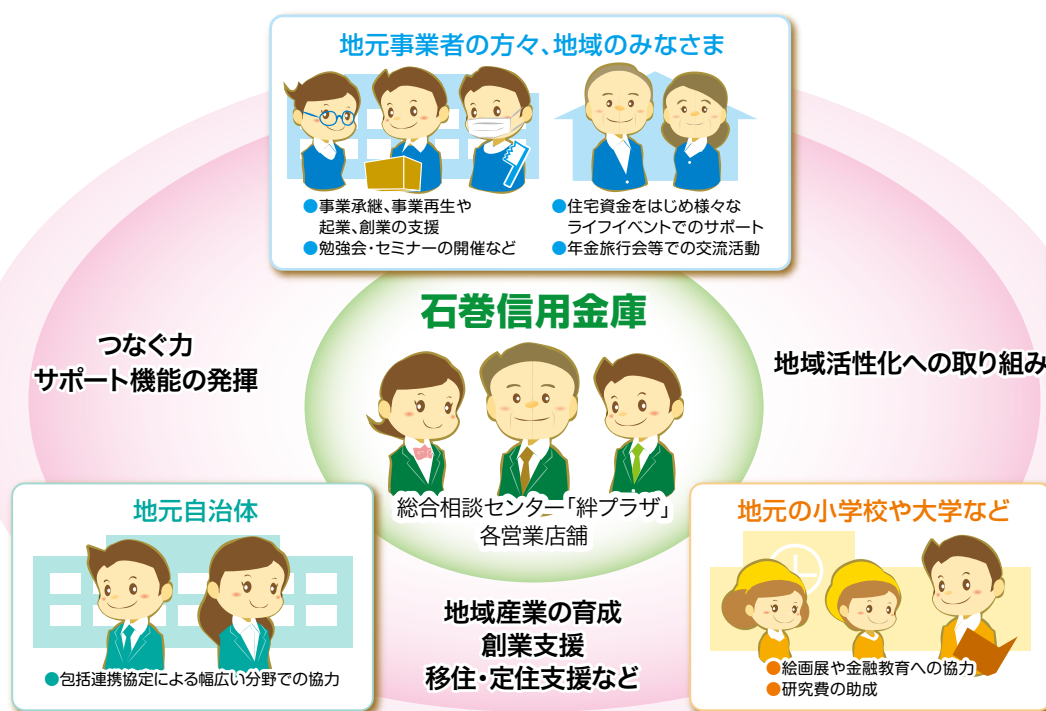 地元事業者の方々、地域のみなさま
●事業承継、事業再生や
起業、創業の支援
●勉強会・セミナーの開催など
●住宅資金をはじめ様々な
ライフイベントでのサポート
●年金旅行会等での交流活動
石巻信用金庫
総合相談センター「絆プラザ」
各営業店舗
つなぐ力
サポート機能の発揮
地域活性化への取り組み
地元自治体
●包括連携協定による幅広い分野での協力
地域産業の育成
創業支援
移住・定住支援など
地元の小学校や大学など
●絵画展や金融教育への協力
●研究費の助成